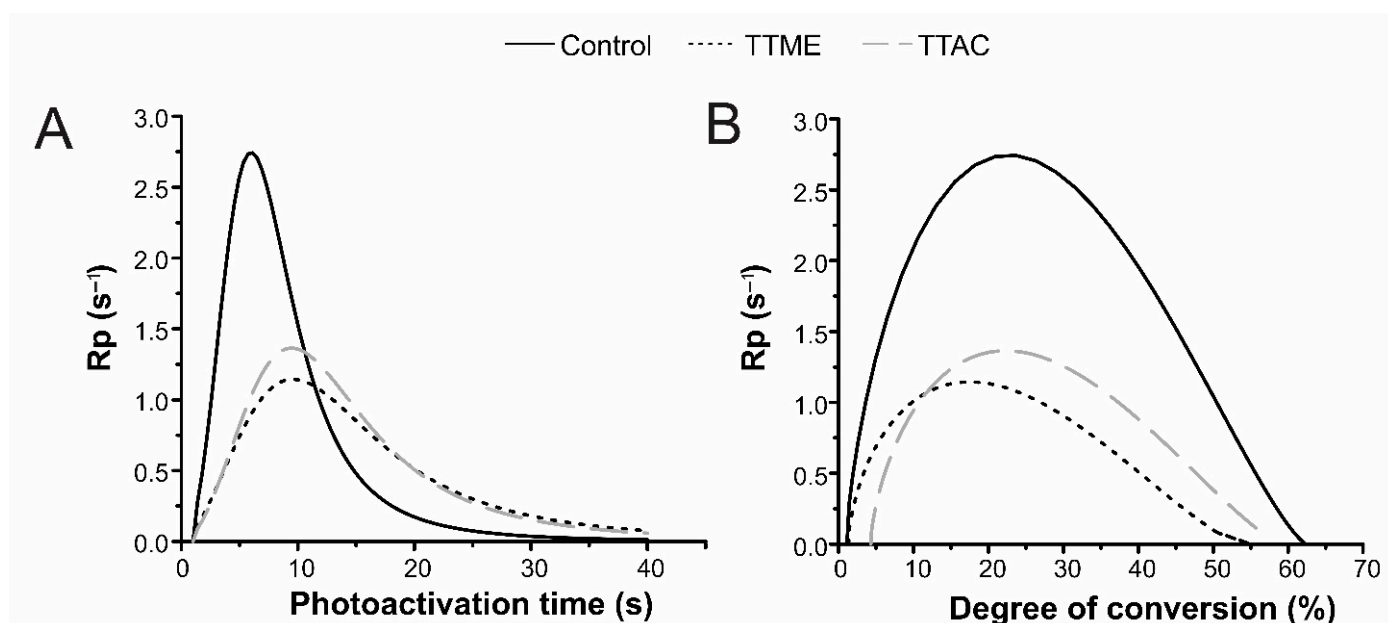 Control TTME TTAC
A
3.0
2.5
2.0
1.5
1.0
0.5
0.0
Rp (s⁻¹)
0 10 20 30 40
Photoactivation time (s)
B
3.0
2.5
2.0
1.5
1.0
0.5
0.0
Rp (s⁻¹)
0 10 20 30 40 50 60 70
Degree of conversion (%)